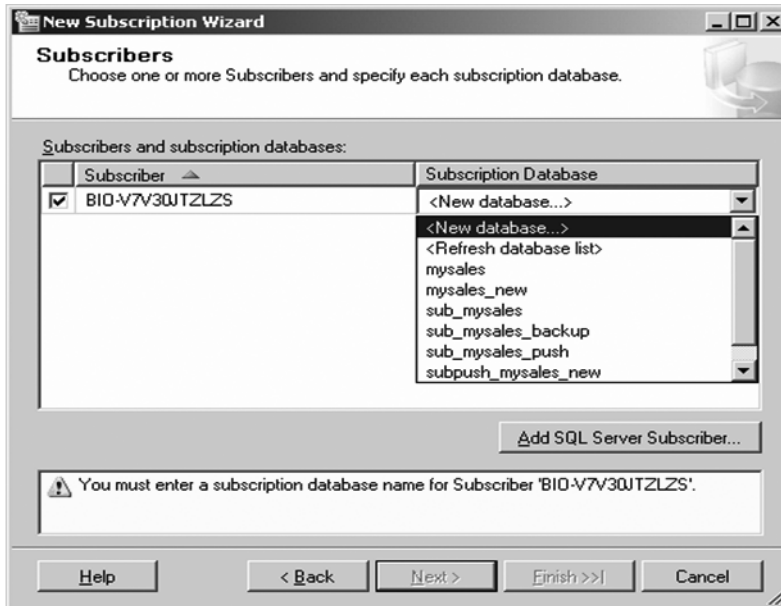 New Subscription Wizard
Subscribers
Choose one or more Subscribers and specify each subscription database.
Subscribers and subscription databases:
Subscriber Subscription Database
BIO-V7V30JTZLZS <New database...>
<New database...>
<Refresh database list>
mysales
mysales_new
sub_mysales
sub_mysales_backup
sub_mysales_push
subpush_mysales_new
Add SQL Server Subscriber...
You must enter a subscription database name for Subscriber 'BIO-V7V30JTZLZS'.
Help < Back Next > Finish >>| Cancel